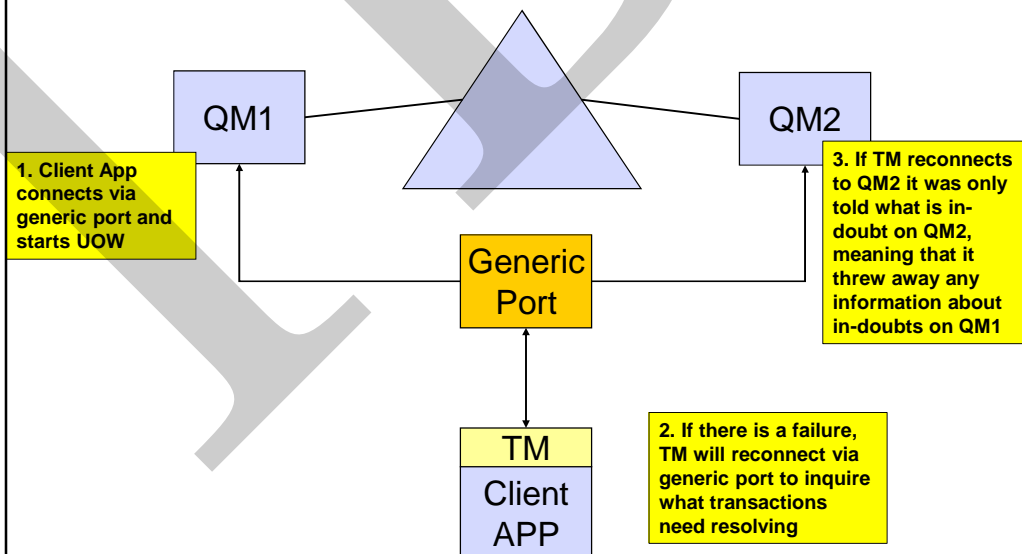 QM1
QM2
1. Client App
connects via
generic port and
starts UOW
3. If TM reconnects
to QM2 it was only
told what is in-
doubt on QM2,
meaning that it
threw away any
information about
in-doubts on QM1
Generic
Port
TM
Client
APP
2. If there is a failure,
TM will reconnect via
generic port to inquire
what transactions
need resolving